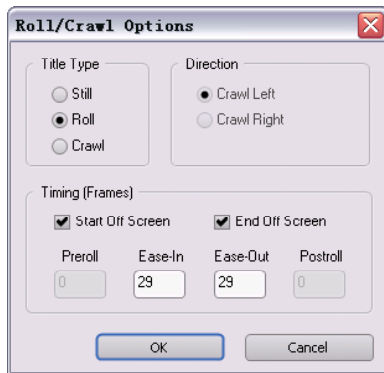 Roll/Crawl Options
Title Type
Still
Roll
Crawl
Direction
Crawl Left
Crawl Right
Timing (Frames)
Start Off Screen
End Off Screen
Preroll Ease-In Ease-Out Postroll
0 29 29 0
OK Cancel